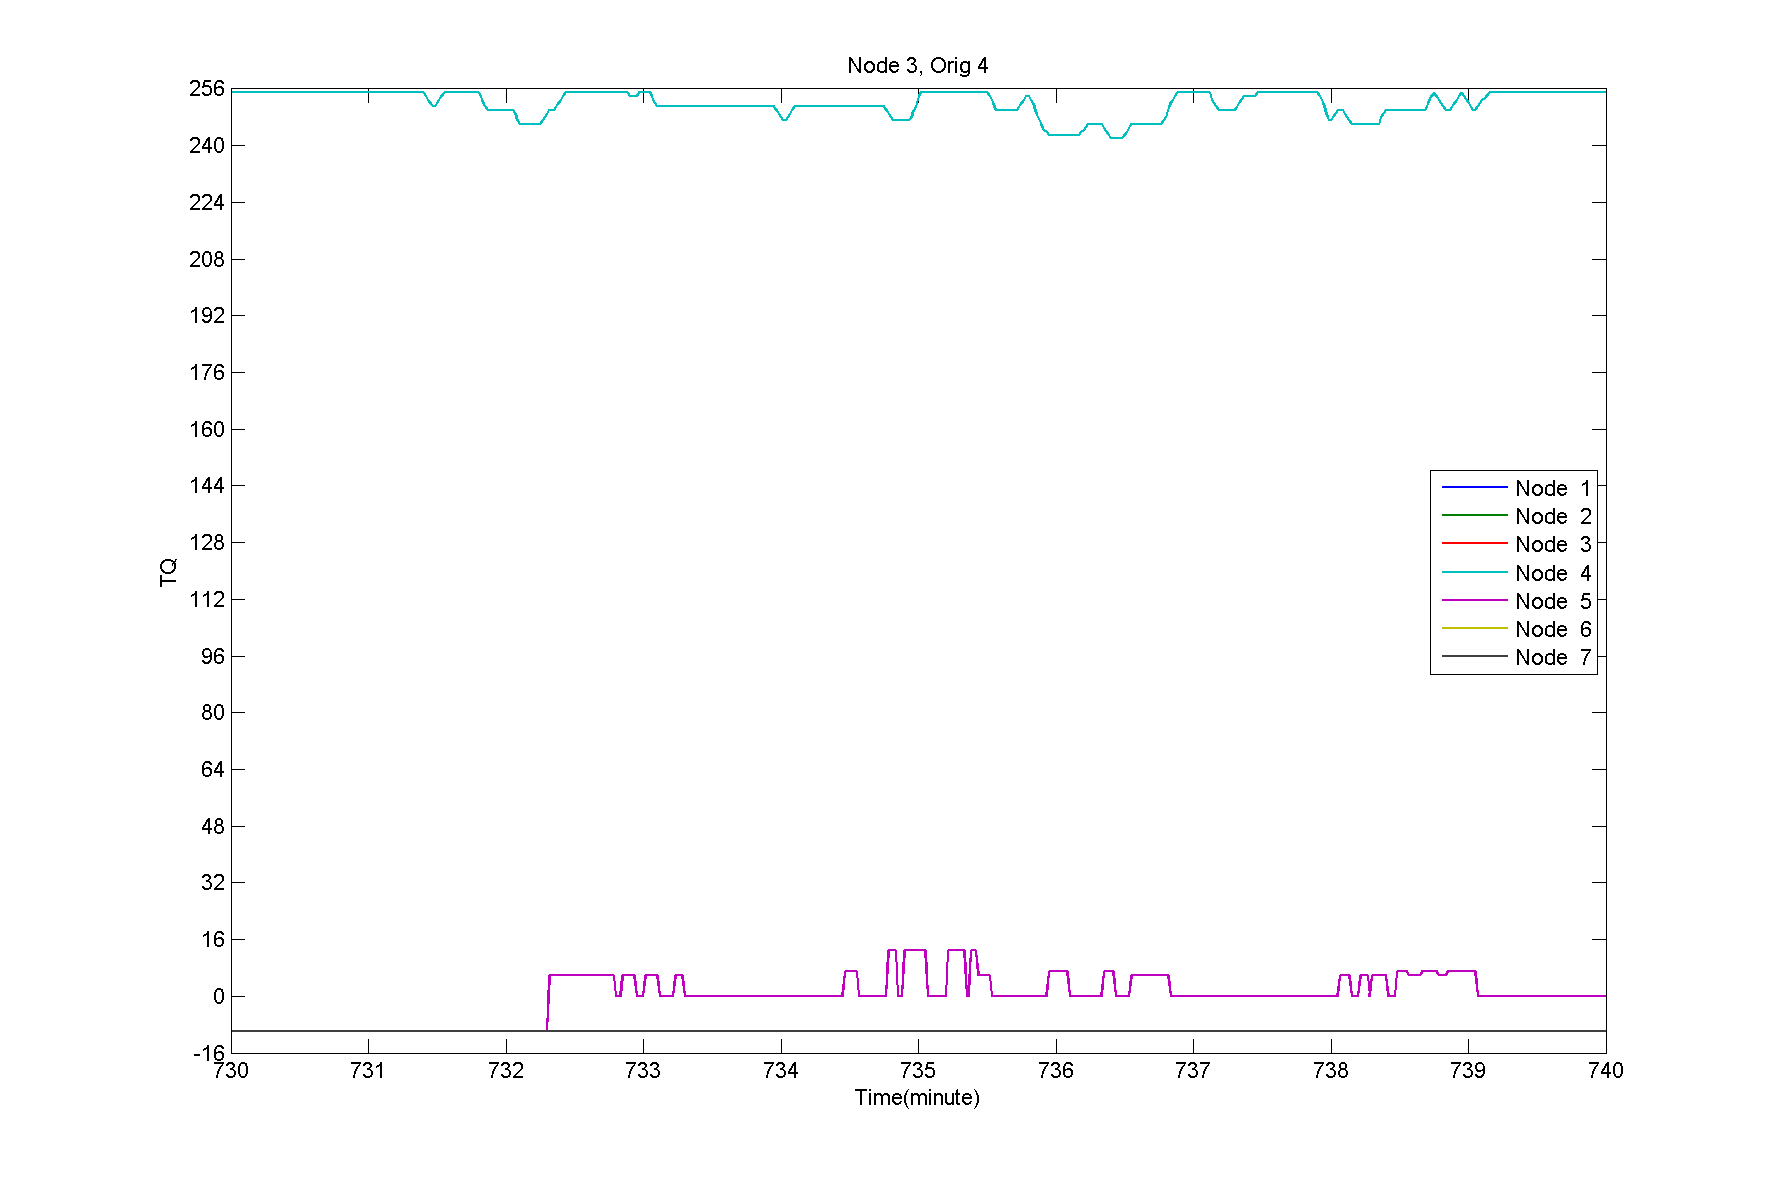 Node 3, Orig 4
256
240
224
208
192
176
160
144
128
112
96
80
64
48
32
16
0
-16
TQ
Node 1
Node 2
Node 3
Node 4
Node 5
Node 6
Node 7
730 731 732 733 734 735 736 737 738 739 740
Time(minute)